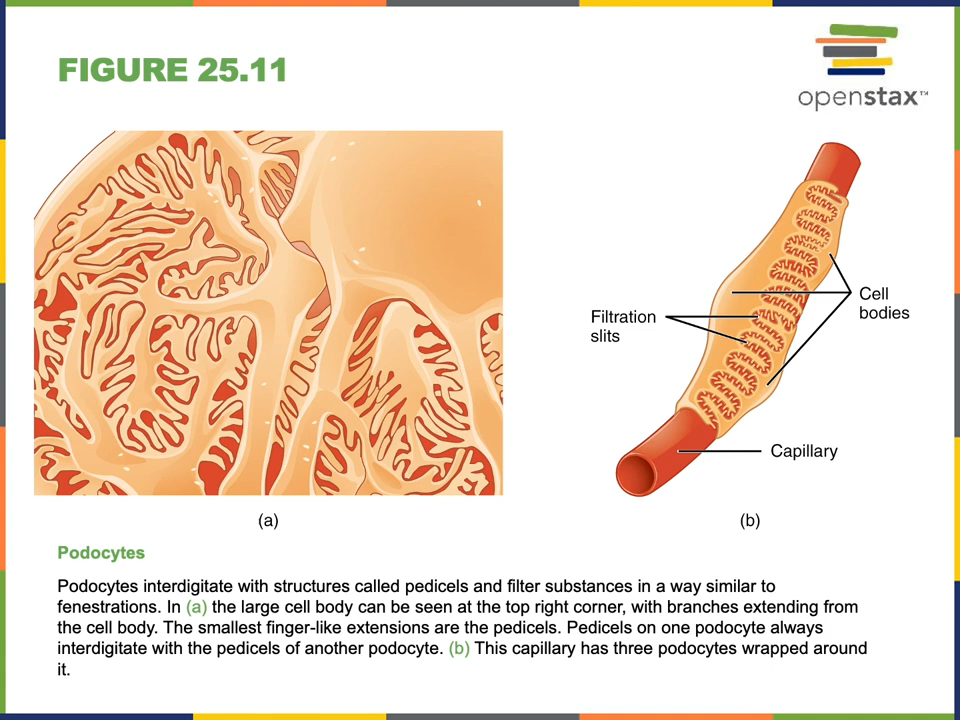 FIGURE 25.11
openstax™
Filtration
slits
Cell
bodies
Capillary
(a)
(b)
Podocytes
Podocytes interdigitate with structures called pedicels and filter substances in a way similar to
fenestrations. In (a) the large cell body can be seen at the top right corner, with branches extending from
the cell body. The smallest finger-like extensions are the pedicels. Pedicels on one podocyte always
interdigitate with the pedicels of another podocyte. (b) This capillary has three podocytes wrapped around
it.